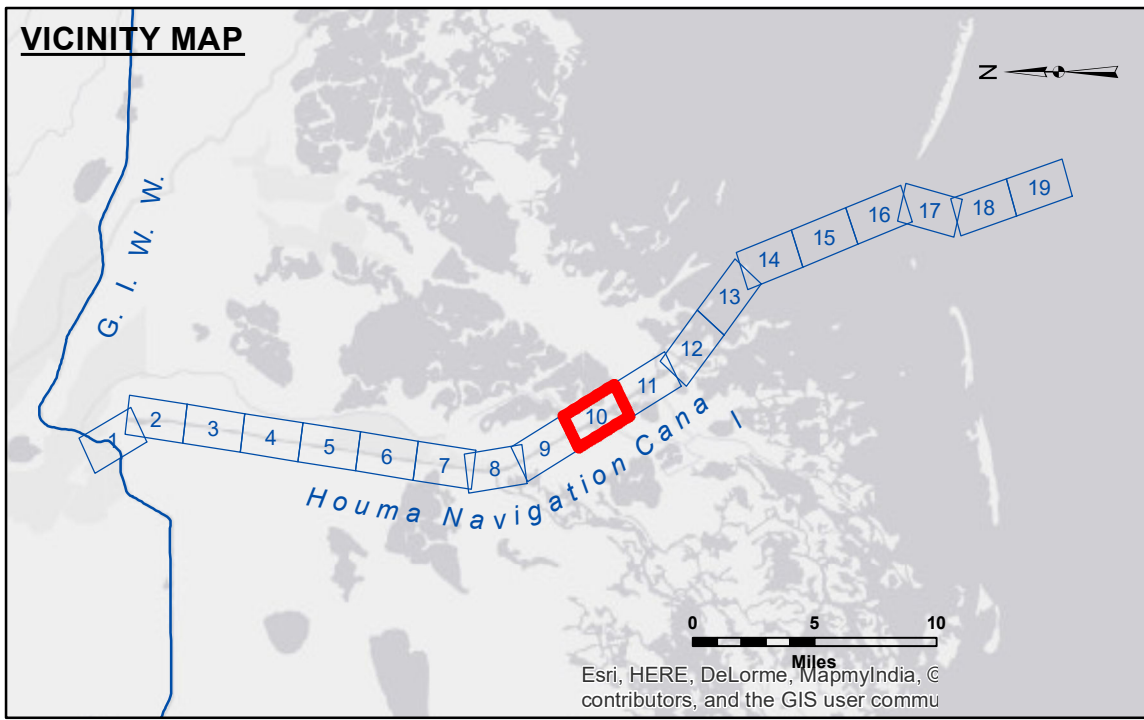 VICINITY MAP
N
G. I. W. W.
19
18
17
16
15
14
13
12
11
10
9
8
7
6
5
4
3
2
1
Houma Navigation Canal
0 5 10
Miles
Esri, HERE, DeLorme, MapmyIndia, ©
contributors, and the GIS user commu